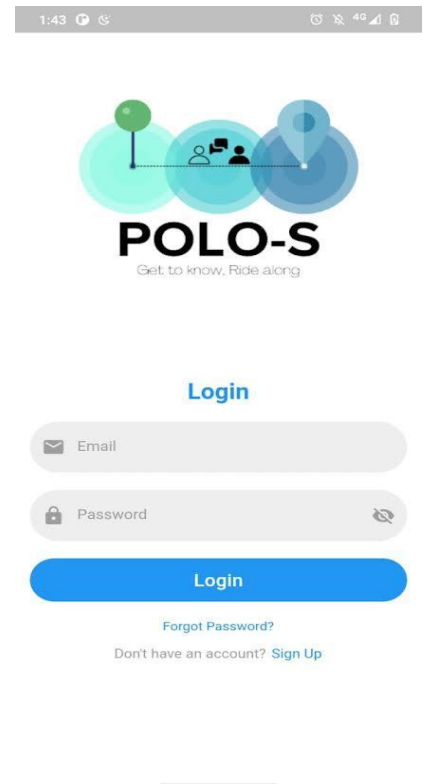 1:43 4G
POLO-S
Get to know, Ride along
Login
Email
Password
Login
Forgot Password?
Don't have an account? Sign Up